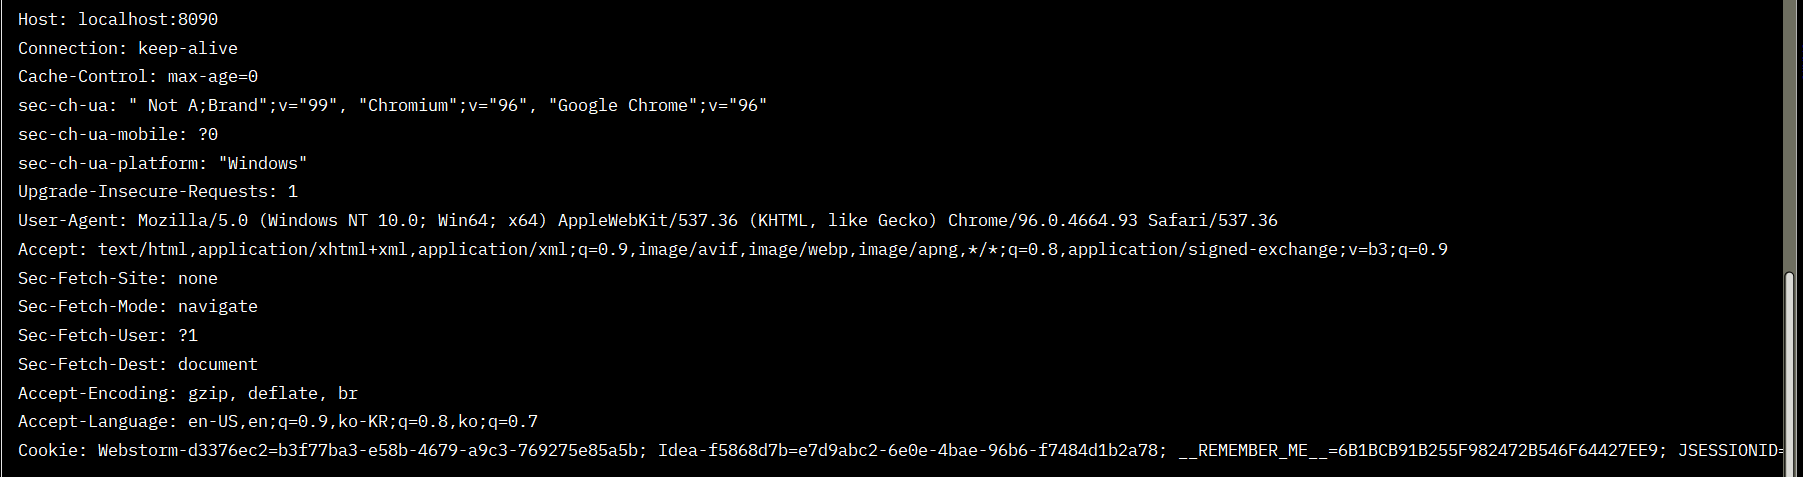 Host: localhost:8090
Connection: keep-alive
Cache-Control: max-age=0
sec-ch-ua: " Not A;Brand";v="99", "Chromium";v="96", "Google Chrome";v="96"
sec-ch-ua-mobile: ?0
sec-ch-ua-platform: "Windows"
Upgrade-Insecure-Requests: 1
User-Agent: Mozilla/5.0 (Windows NT 10.0; Win64; x64) AppleWebKit/537.36 (KHTML, like Gecko) Chrome/96.0.4664.93 Safari/537.36
Accept: text/html,application/xhtml+xml,application/xml;q=0.9,image/avif,image/webp,image/apng,*/*;q=0.8,application/signed-exchange;v=b3;q=0.9
Sec-Fetch-Site: none
Sec-Fetch-Mode: navigate
Sec-Fetch-User: ?1
Sec-Fetch-Dest: document
Accept-Encoding: gzip, deflate, br
Accept-Language: en-US,en;q=0.9,ko-KR;q=0.8,ko;q=0.7
Cookie: Webstorm-d3376ec2=b3f77ba3-e58b-4679-a9c3-769275e85a5b; Idea-f5868d7b=e7d9abc2-6e0e-4bae-96b6-f7484d1b2a78; __REMEMBER_ME__=6B1BCB91B255F982472B546F64427EE9; JSESSIONID=